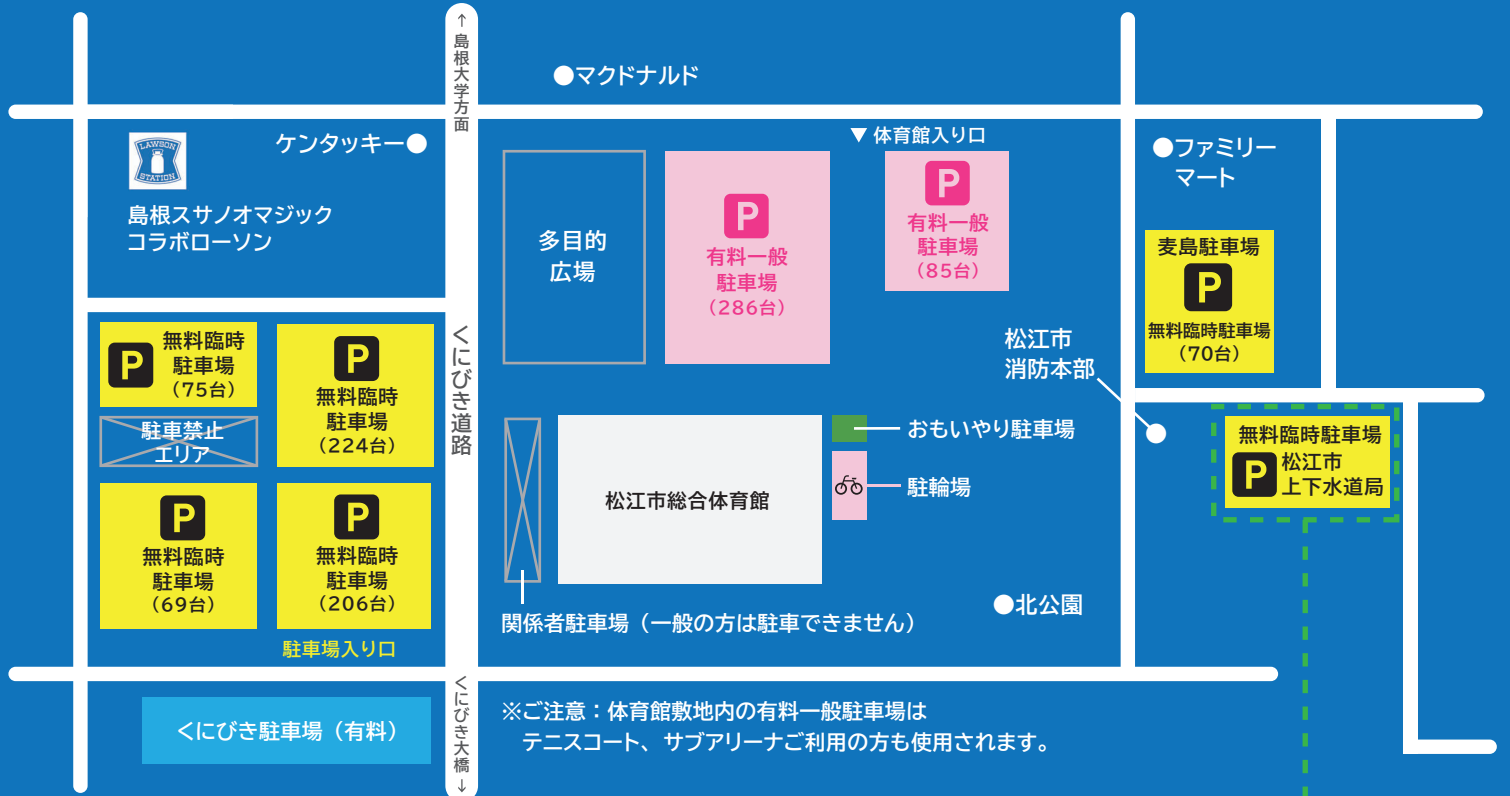 ↑島根大学方面
●マクドナルド
LAWSON
STATION
ケンタッキー●
島根スサノオマジック
コラボローソン
▼ 体育館入り口
●ファミリー
マート
多目的
広場
P
有料一般
駐車場
(286台)
P
有料一般
駐車場
(85台)
麦島駐車場
P
無料臨時駐車場
(70台)
くにびき道路
P
無料臨時
駐車場
(75台)
P
無料臨時
駐車場
(224台)
駐車禁止
エリア
P
無料臨時
駐車場
(69台)
P
無料臨時
駐車場
(206台)
駐車場入り口
松江市
消防本部
おもいやり駐車場
駐輪場
松江市総合体育館
無料臨時駐車場
P 松江市
上下水道局
●北公園
関係者駐車場（一般の方は駐車できません）
くにびき大橋↓
くにびき駐車場（有料）
※ご注意：体育館敷地内の有料一般駐車場は
テニスコート、サブアリーナご利用の方も使用されます。